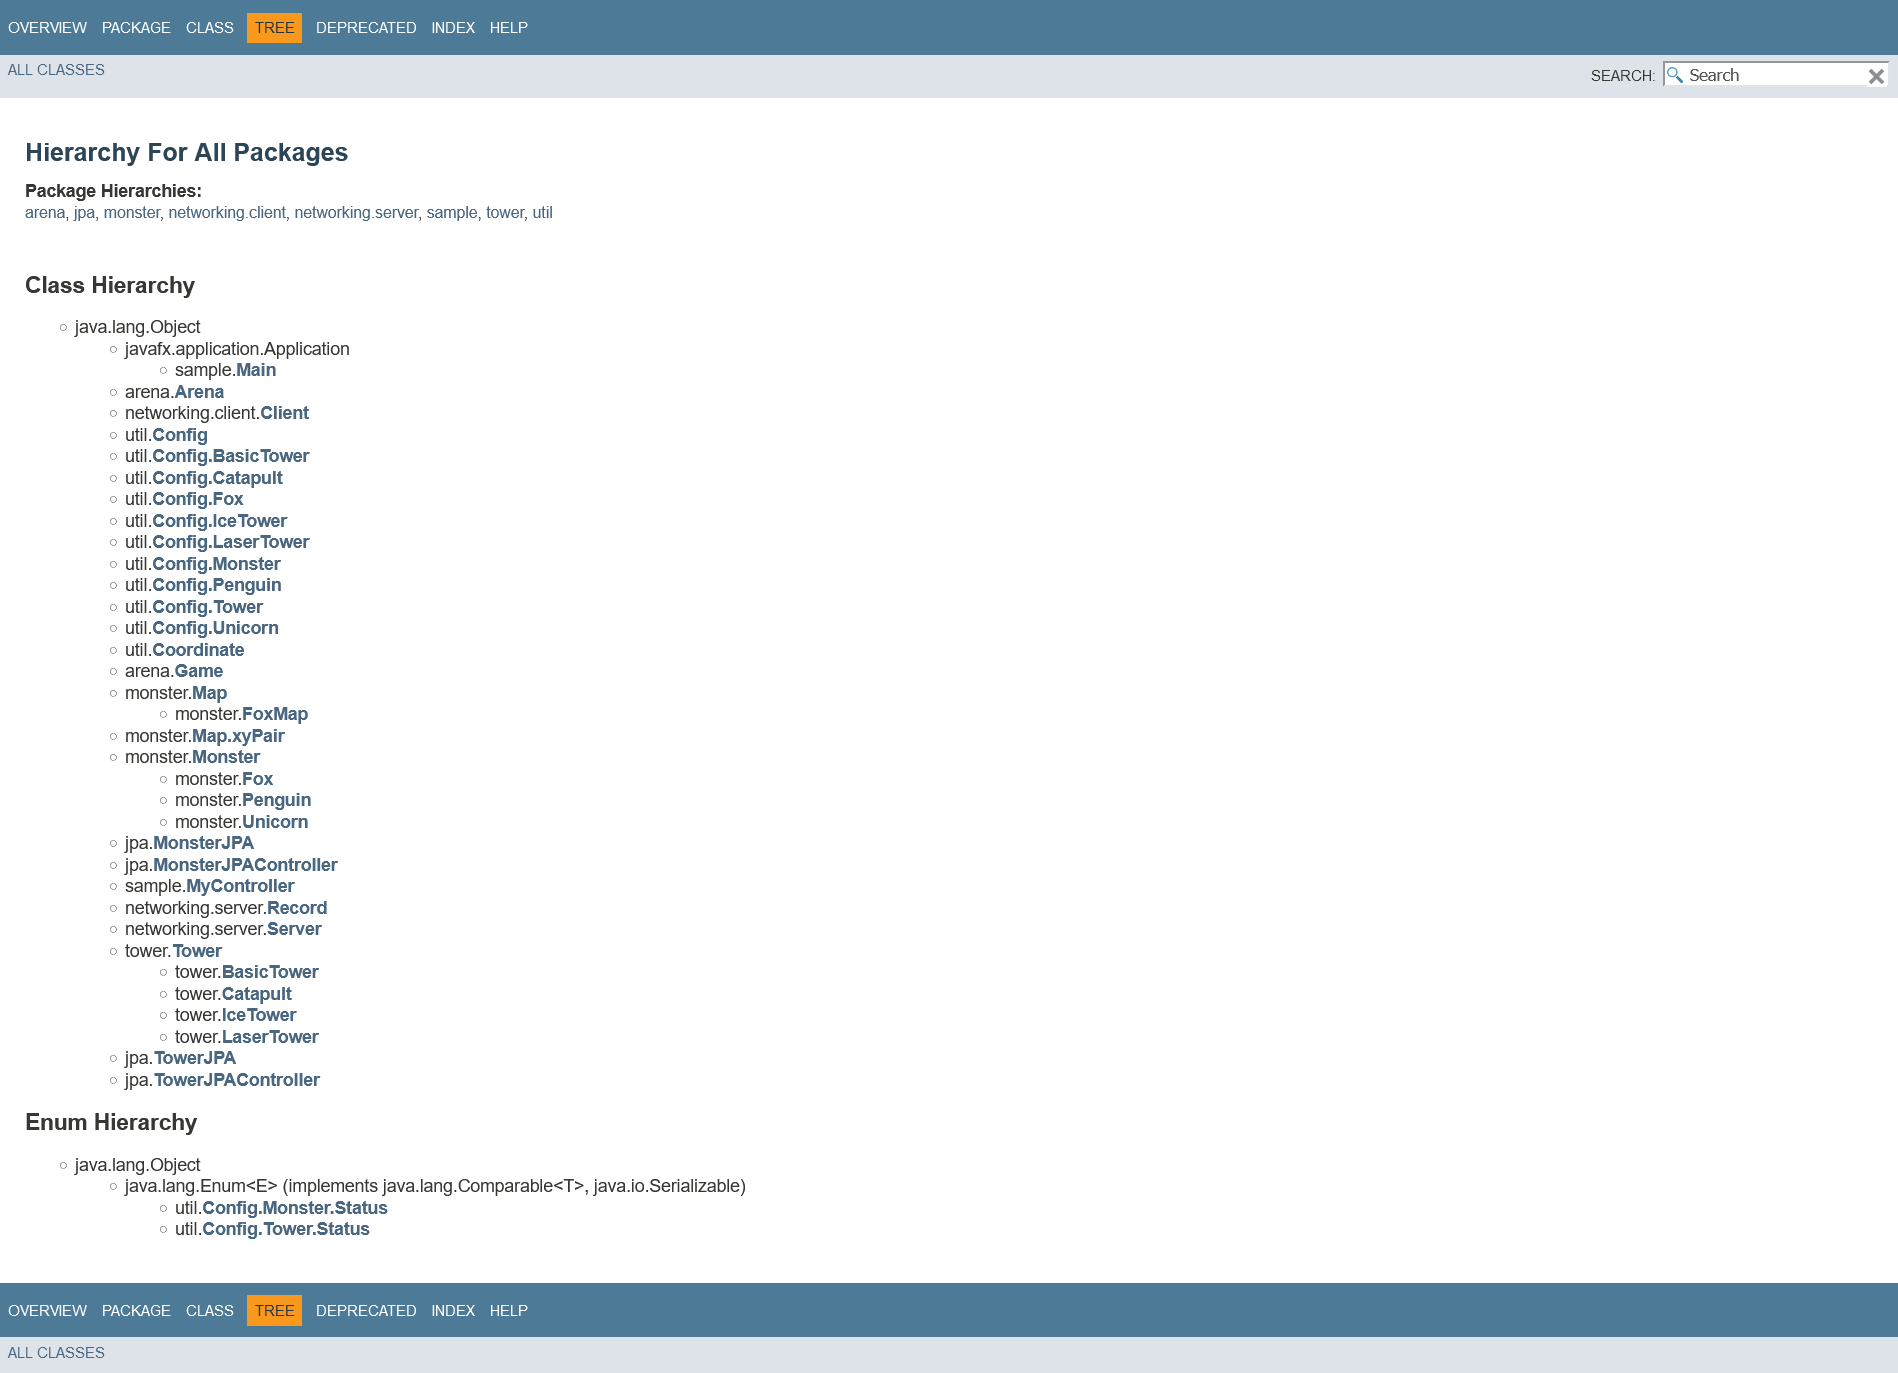 OVERVIEW PACKAGE CLASS TREE DEPRECATED INDEX HELP
ALL CLASSES
SEARCH: Search
Hierarchy For All Packages
Package Hierarchies:
arena, jpa, monster, networking.client, networking.server, sample, tower, util
Class Hierarchy
java.lang.Object
javafx.application.Application
sample.Main
arena.Arena
networking.client.Client
util.Config
util.Config.BasicTower
util.Config.Catapult
util.Config.Fox
util.Config.IceTower
util.Config.LaserTower
util.Config.Monster
util.Config.Penguin
util.Config.Tower
util.Config.Unicorn
util.Coordinate
arena.Game
monster.Map
monster.FoxMap
monster.Map.xyPair
monster.Monster
monster.Fox
monster.Penguin
monster.Unicorn
jpa.MonsterJPA
jpa.MonsterJPAController
sample.MyController
networking.server.Record
networking.server.Server
tower.Tower
tower.BasicTower
tower.Catapult
tower.IceTower
tower.LaserTower
jpa.TowerJPA
jpa.TowerJPAController
Enum Hierarchy
java.lang.Object
java.lang.Enum<E> (implements java.lang.Comparable<T>, java.io.Serializable)
util.Config.Monster.Status
util.Config.Tower.Status
OVERVIEW PACKAGE CLASS TREE DEPRECATED INDEX HELP
ALL CLASSES